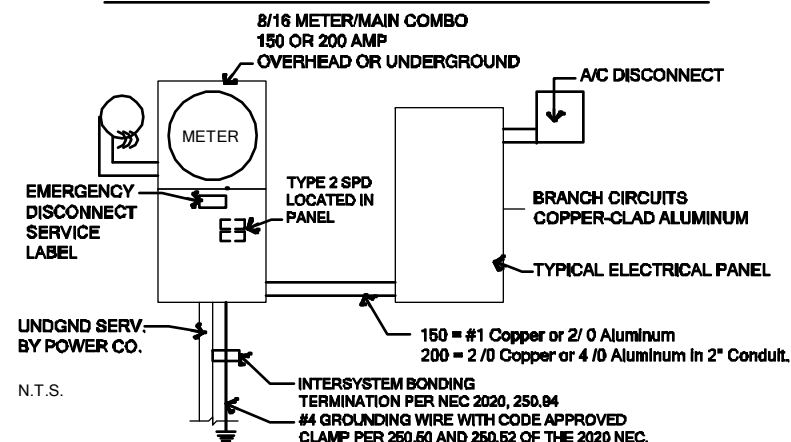 8/16 METER/MAIN COMBO
150 OR 200 AMP
OVERHEAD OR UNDERGROUND
A/C DISCONNECT
METER
EMERGENCY
DISCONNECT
SERVICE
LABEL
TYPE 2 SPD
LOCATED IN
PANEL
BRANCH CIRCUITS
COPPER-CLAD ALUMINUM
TYPICAL ELECTRICAL PANEL
UNDGND SERV.
BY POWER CO.
150 = #1 Copper or 2/ 0 Aluminum
200 = 2 /0 Copper or 4 /0 Aluminum in 2" Conduit.
N.T.S.
INTERSYSTEM BONDING
TERMINATION PER NEC 2020, 250.94
#4 GROUNDING WIRE WITH CODE APPROVED
CLAMP PER 250.50 AND 250.52 OF THE 2020 NEC.